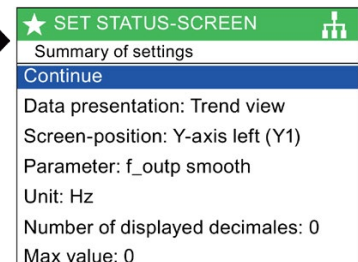 SET STATUS-SCREEN
Summary of settings
Continue
Data presentation: Trend view
Screen-position: Y-axis left (Y1)
Parameter: f_outp smooth
Unit: Hz
Number of displayed decimales: 0
Max value: 0